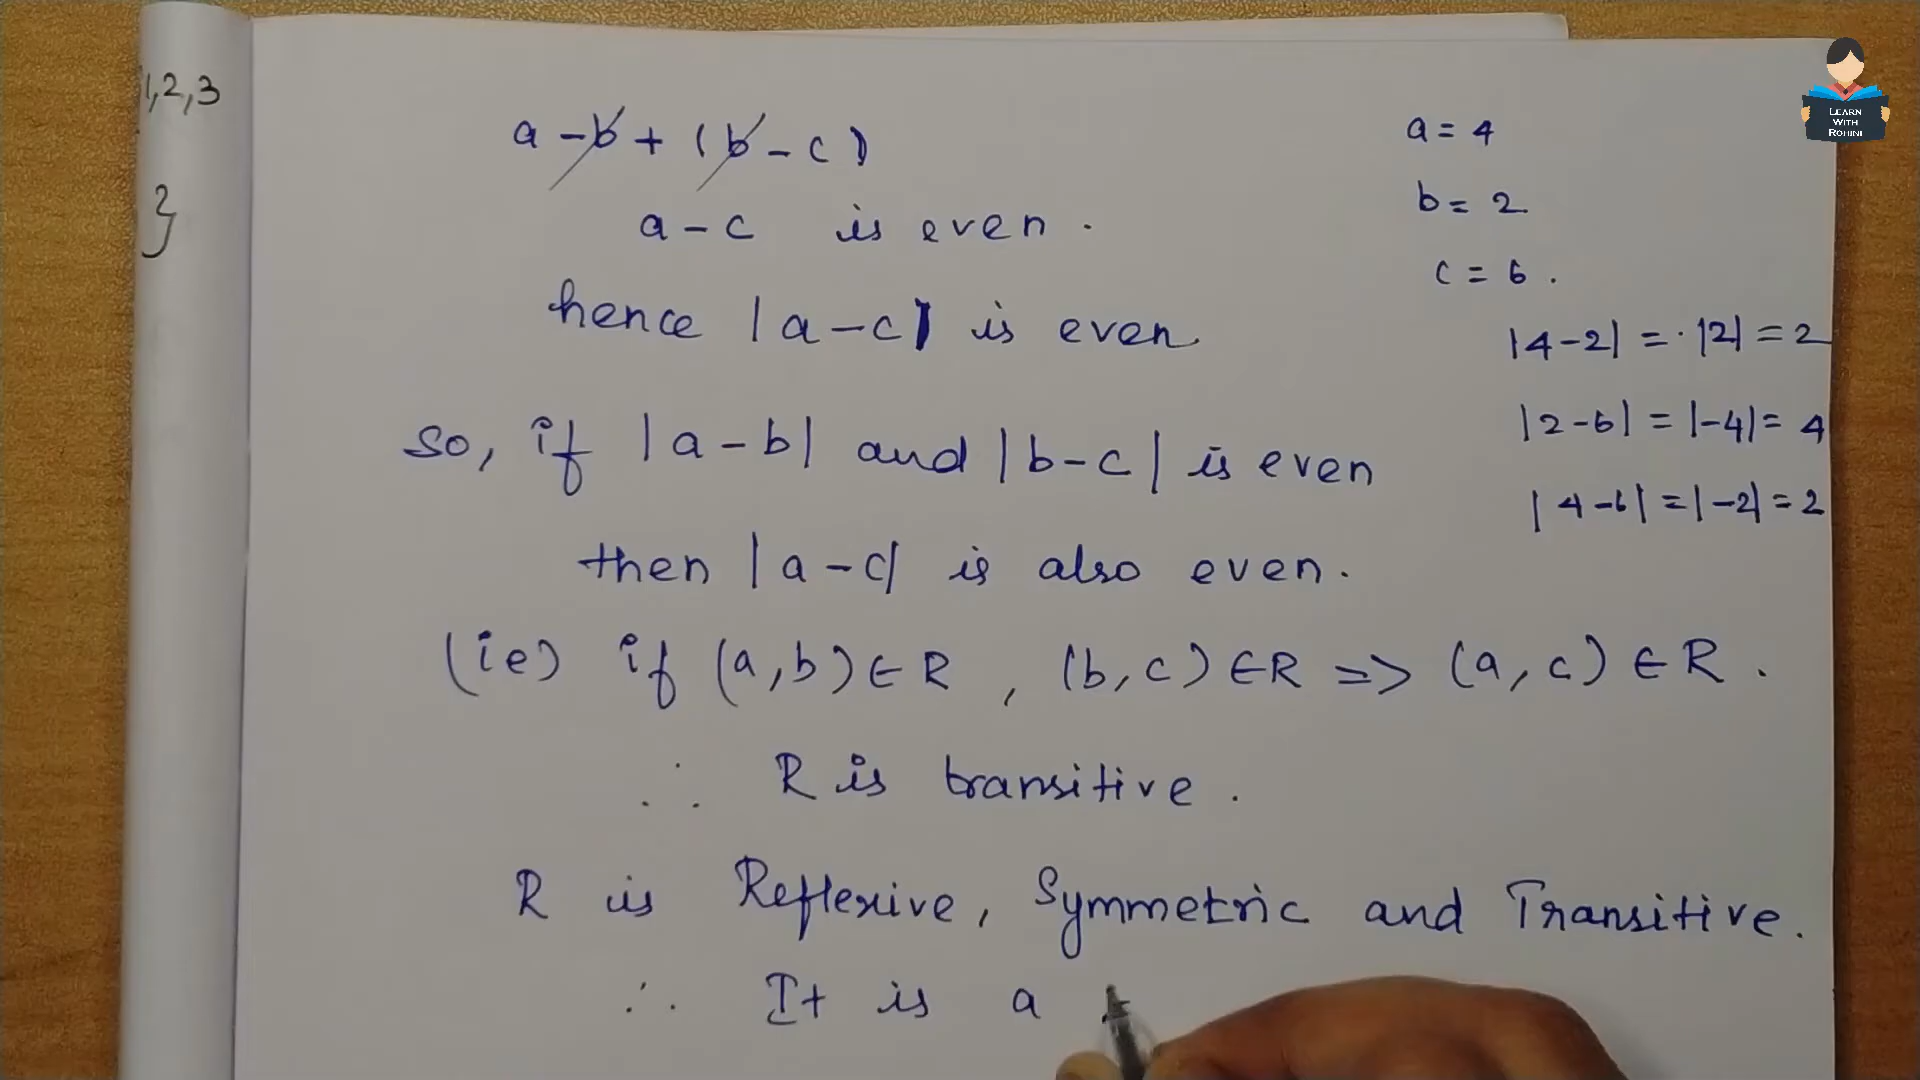 1,2,3
}
a - b + (b - c)
a - c is even.
hence |a - c| is even
So, if |a - b| and |b - c| is even
then |a - c| is also even.
(ie) if (a, b) ∈ R , (b, c) ∈ R => (a, c) ∈ R .
∴ R is transitive .
R is Reflexive, Symmetric and Transitive.
∴ It is a
a = 4
b = 2
c = 6 .
|4-2| = |2| = 2
|2-6| = |-4| = 4
|4-6| = |-2| = 2
LEARN
WITH
ROHINI